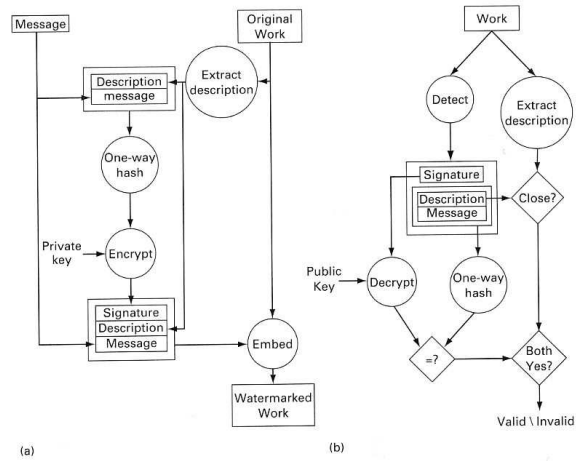 Message
Original
Work
Description
message
Extract
description
One-way
hash
Private
key
Encrypt
Signature
Description
Message
Embed
Watermarked
Work
(a)
Work
Detect
Extract
description
Signature
Description
Message
Close?
Public
Key
Decrypt
One-way
hash
=?
Both
Yes?
Valid \ Invalid
(b)